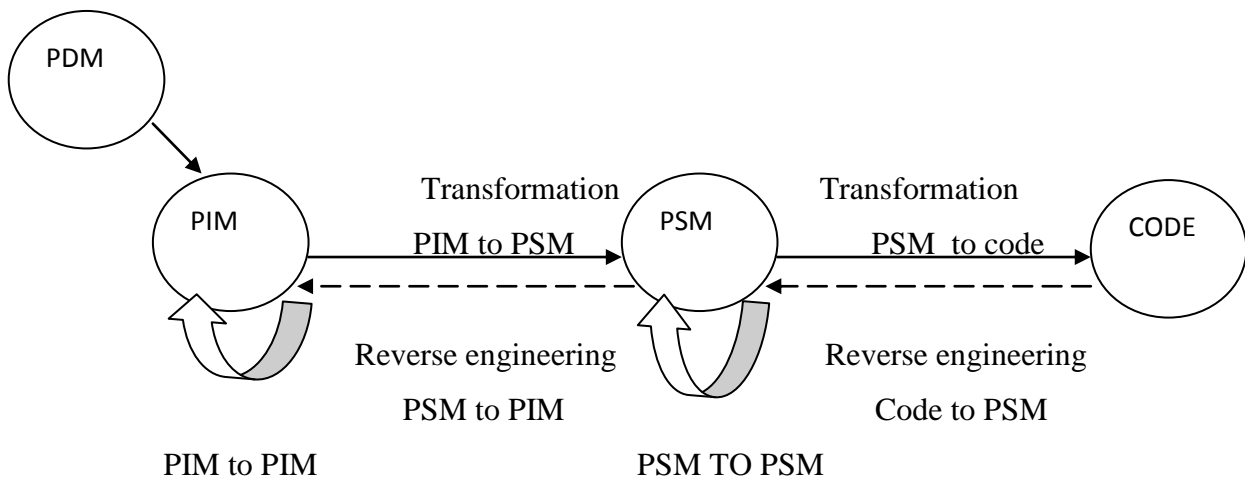 PDM
PIM
Transformation
PIM to PSM
PSM
Transformation
PSM to code
CODE
Reverse engineering
PSM to PIM
Reverse engineering
Code to PSM
PIM to PIM
PSM TO PSM